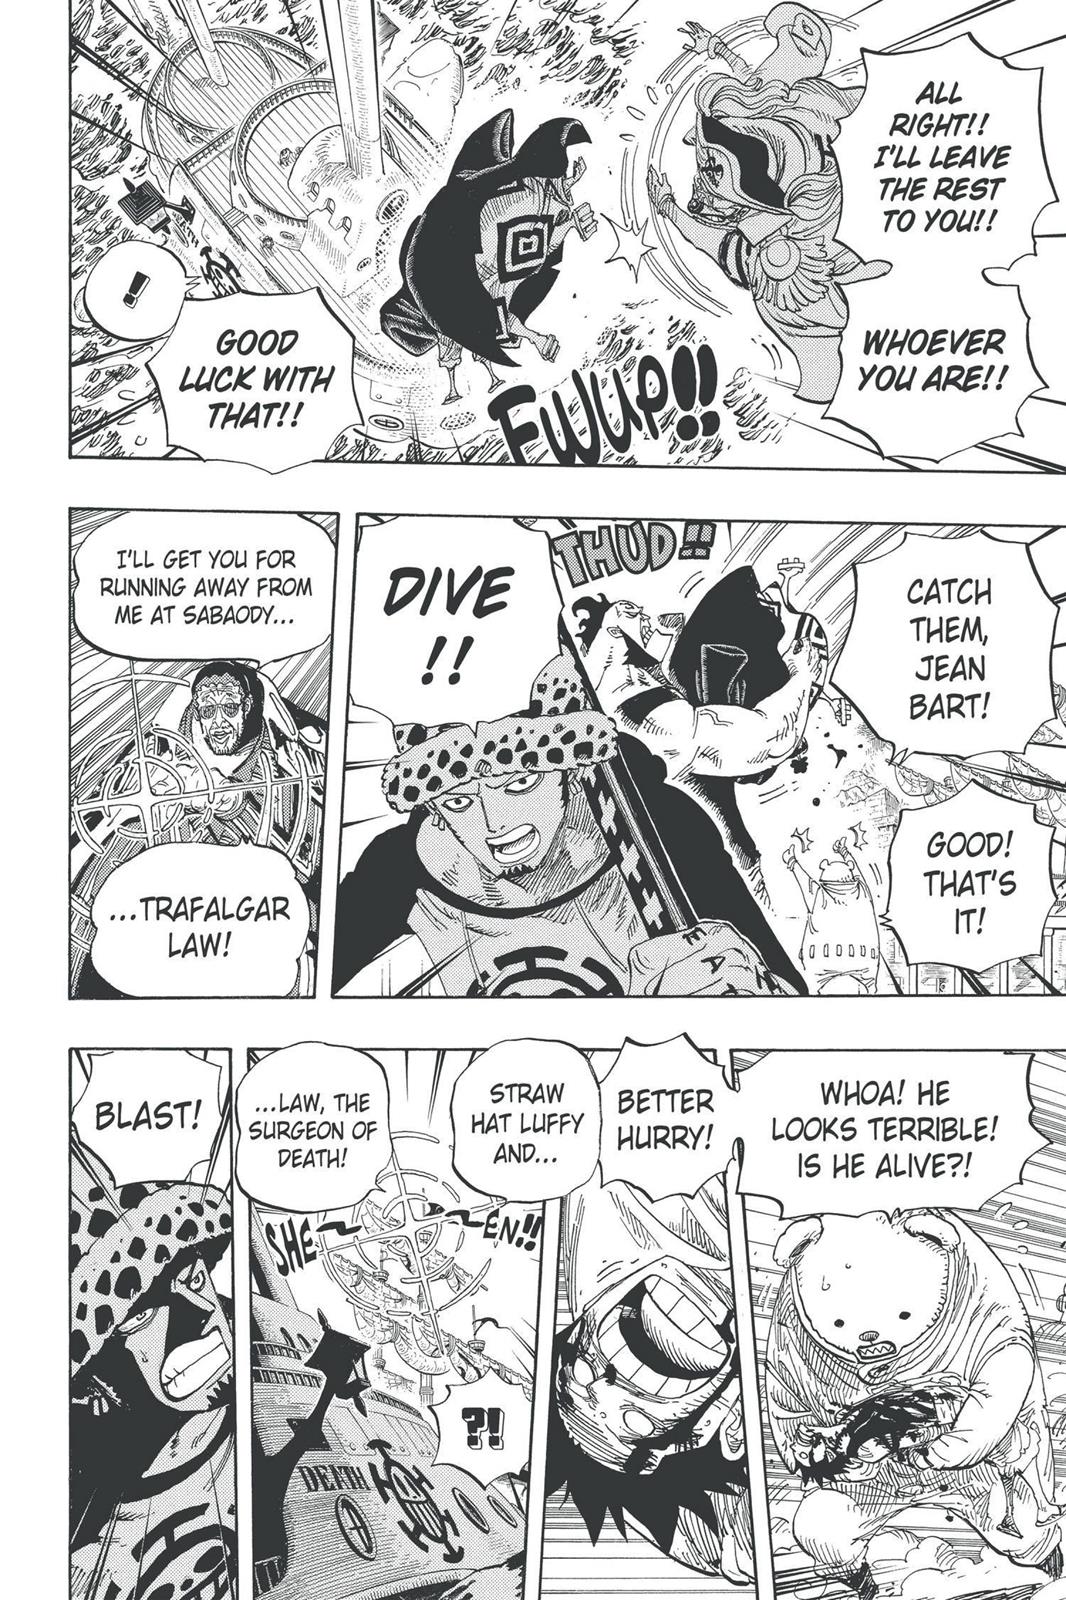 ALL
RIGHT!!
I'LL LEAVE
THE REST
TO YOU!!
WHOEVER
YOU ARE!!
FWUP!!
GOOD
LUCK WITH
THAT!!
!
CATCH
THEM,
JEAN
BART!
THUD!!
GOOD!
THAT'S
IT!
DIVE
!!
I'LL GET YOU FOR
RUNNING AWAY FROM
ME AT SABAODY...
...TRAFALGAR
LAW!
WHOA! HE
LOOKS TERRIBLE!
IS HE ALIVE?!
BETTER
HURRY!
STRAW
HAT LUFFY
AND...
...LAW, THE
SURGEON OF
DEATH!
SHE~~EN!!
?!
DEATH
BLAST!